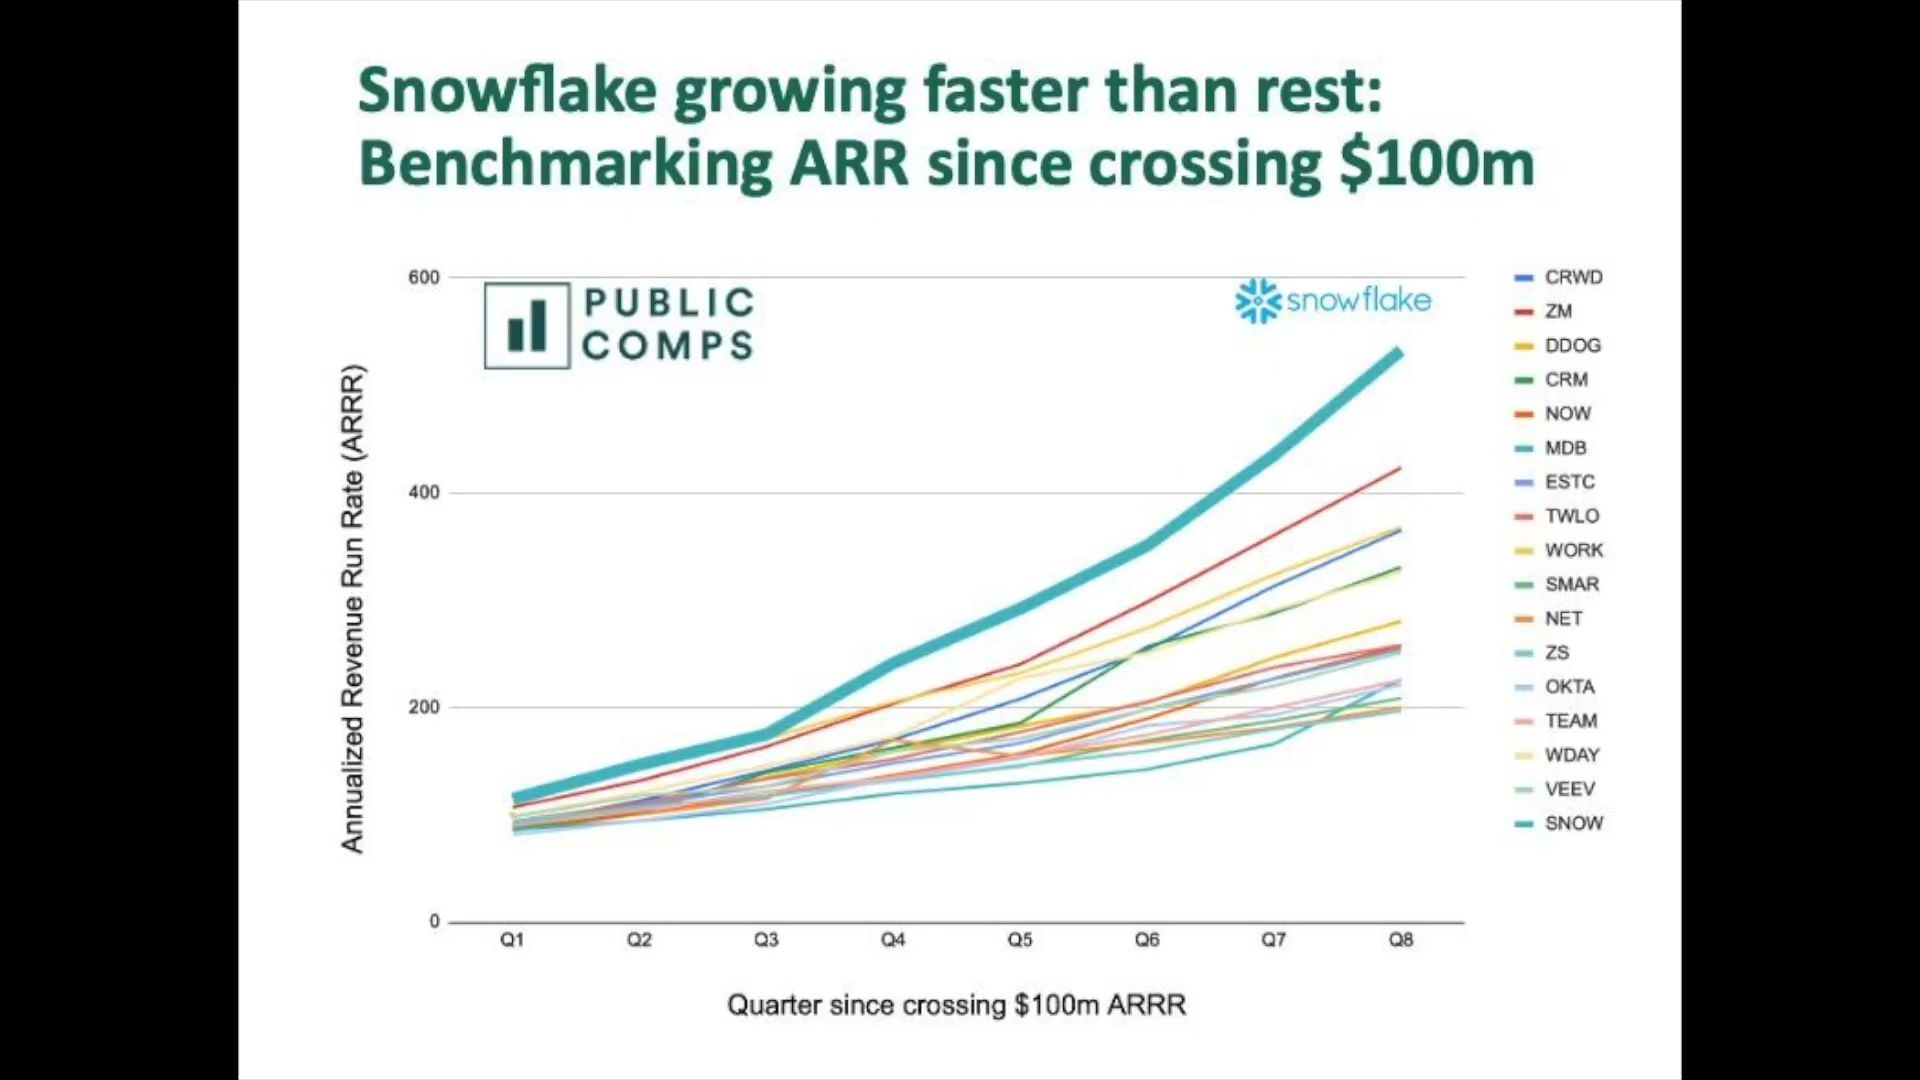 Snowflake growing faster than rest:
Benchmarking ARR since crossing $100m
PUBLIC
COMPS
snowflake
Annualized Revenue Run Rate (ARRR)
600
400
200
0
Q1 Q2 Q3 Q4 Q5 Q6 Q7 Q8
Quarter since crossing $100m ARRR
CRWD
ZM
DDOG
CRM
NOW
MDB
ESTC
TWLO
WORK
SMAR
NET
ZS
OKTA
TEAM
WDAY
VEEV
SNOW